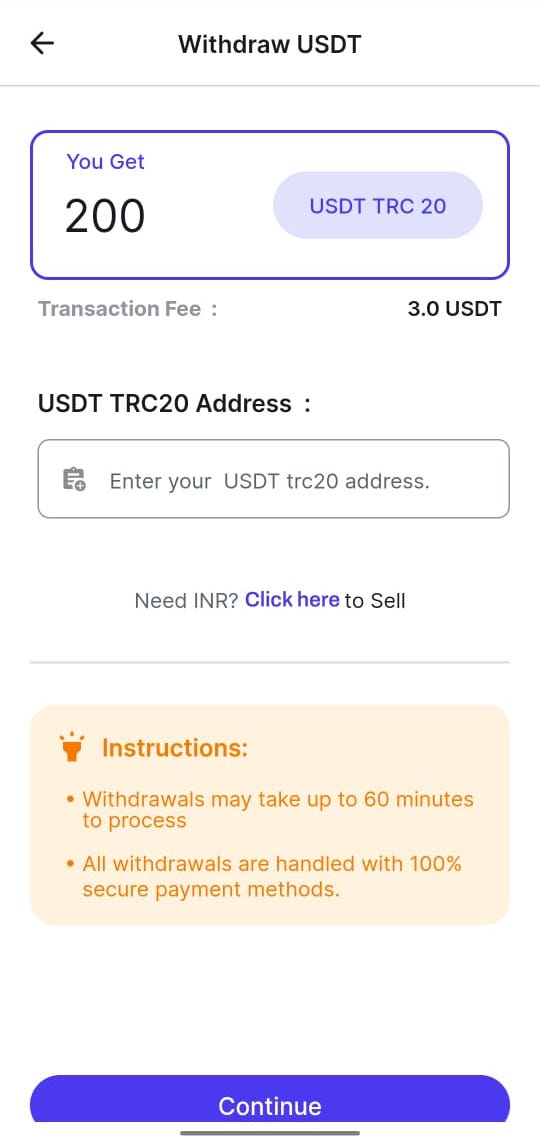 Withdraw USDT
You Get
200
USDT TRC 20
Transaction Fee :
3.0 USDT
USDT TRC20 Address :
Enter your USDT trc20 address.
Need INR? Click here to Sell
Instructions:
• Withdrawals may take up to 60 minutes
to process
• All withdrawals are handled with 100%
secure payment methods.
Continue